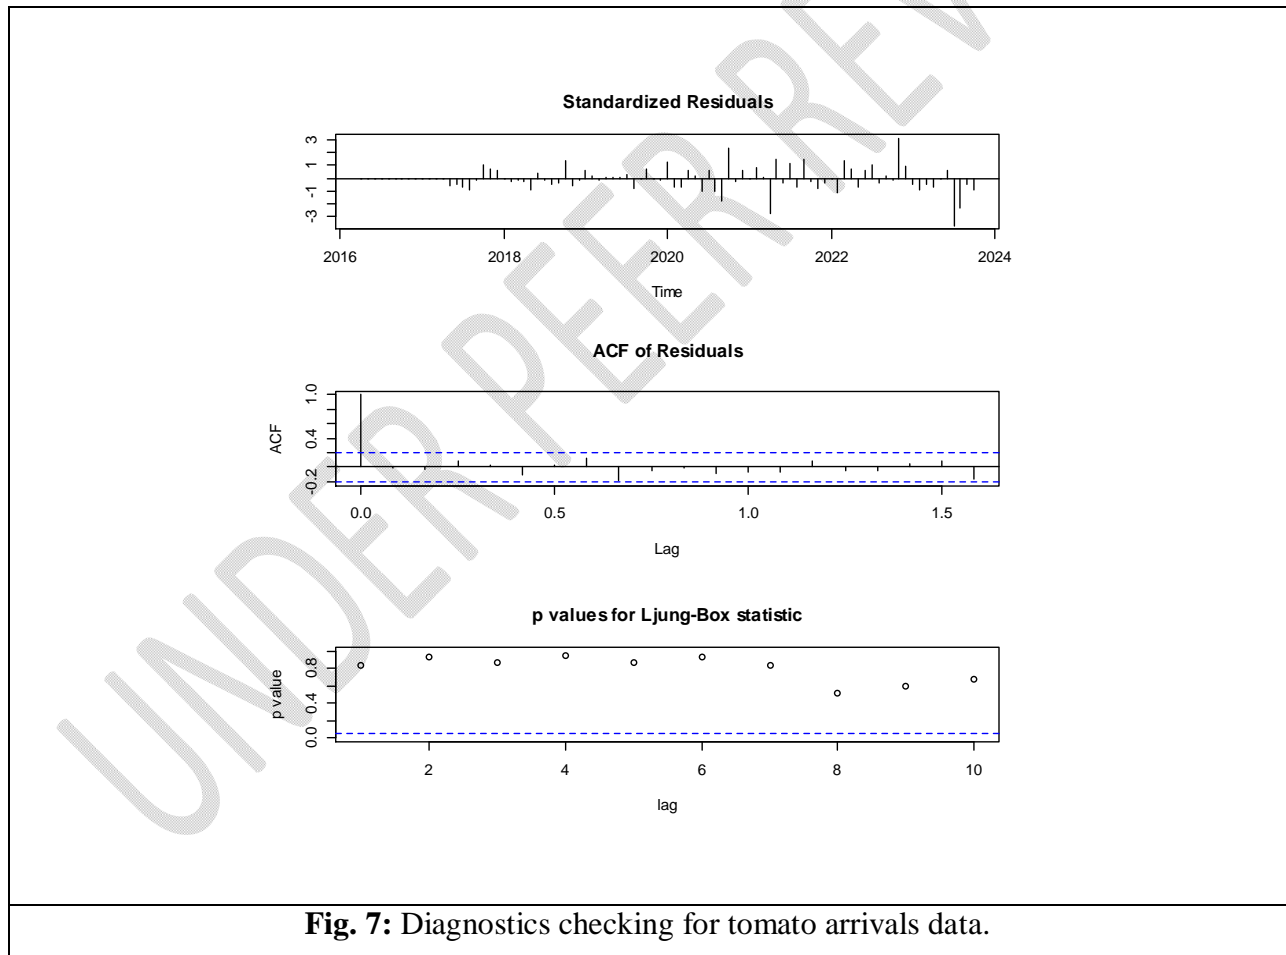 UNDER PEER REV
Standardized Residuals
3
1
-1
-3
2016 2018 2020 2022 2024
Time
ACF of Residuals
1.0
0.4
-0.2
ACF
0.0 0.5 1.0 1.5
Lag
p values for Ljung-Box statistic
0.8
0.4
0.0
p value
2 4 6 8 10
lag
Fig. 7: Diagnostics checking for tomato arrivals data.